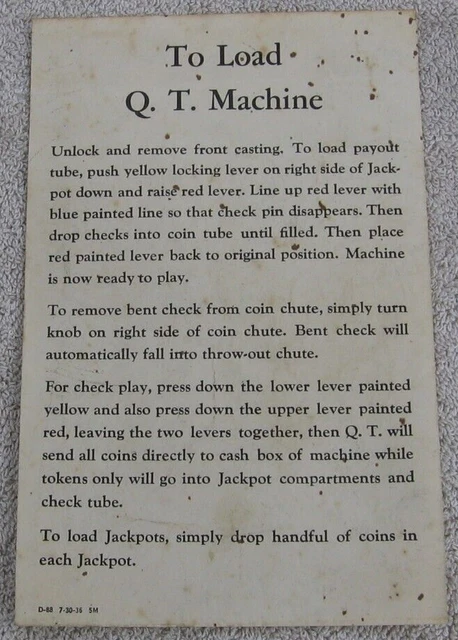 To Load
Q. T. Machine
Unlock and remove front casting. To load payout
tube, push yellow locking lever on right side of Jack-
pot down and raise red lever. Line up red lever with
blue painted line so that check pin disappears. Then
drop checks into coin tube until filled. Then place
red painted lever back to original position. Machine
is now ready to play.
To remove bent check from coin chute, simply turn
knob on right side of coin chute. Bent check will
automatically fall into throw-out chute.
For check play, press down the lower lever painted
yellow and also press down the upper lever painted
red, leaving the two levers together, then Q. T. will
send all coins directly to cash box of machine while
tokens only will go into Jackpot compartments and
check tube.
To load Jackpots, simply drop handful of coins in
each Jackpot.
D-88 7-30-36 5M